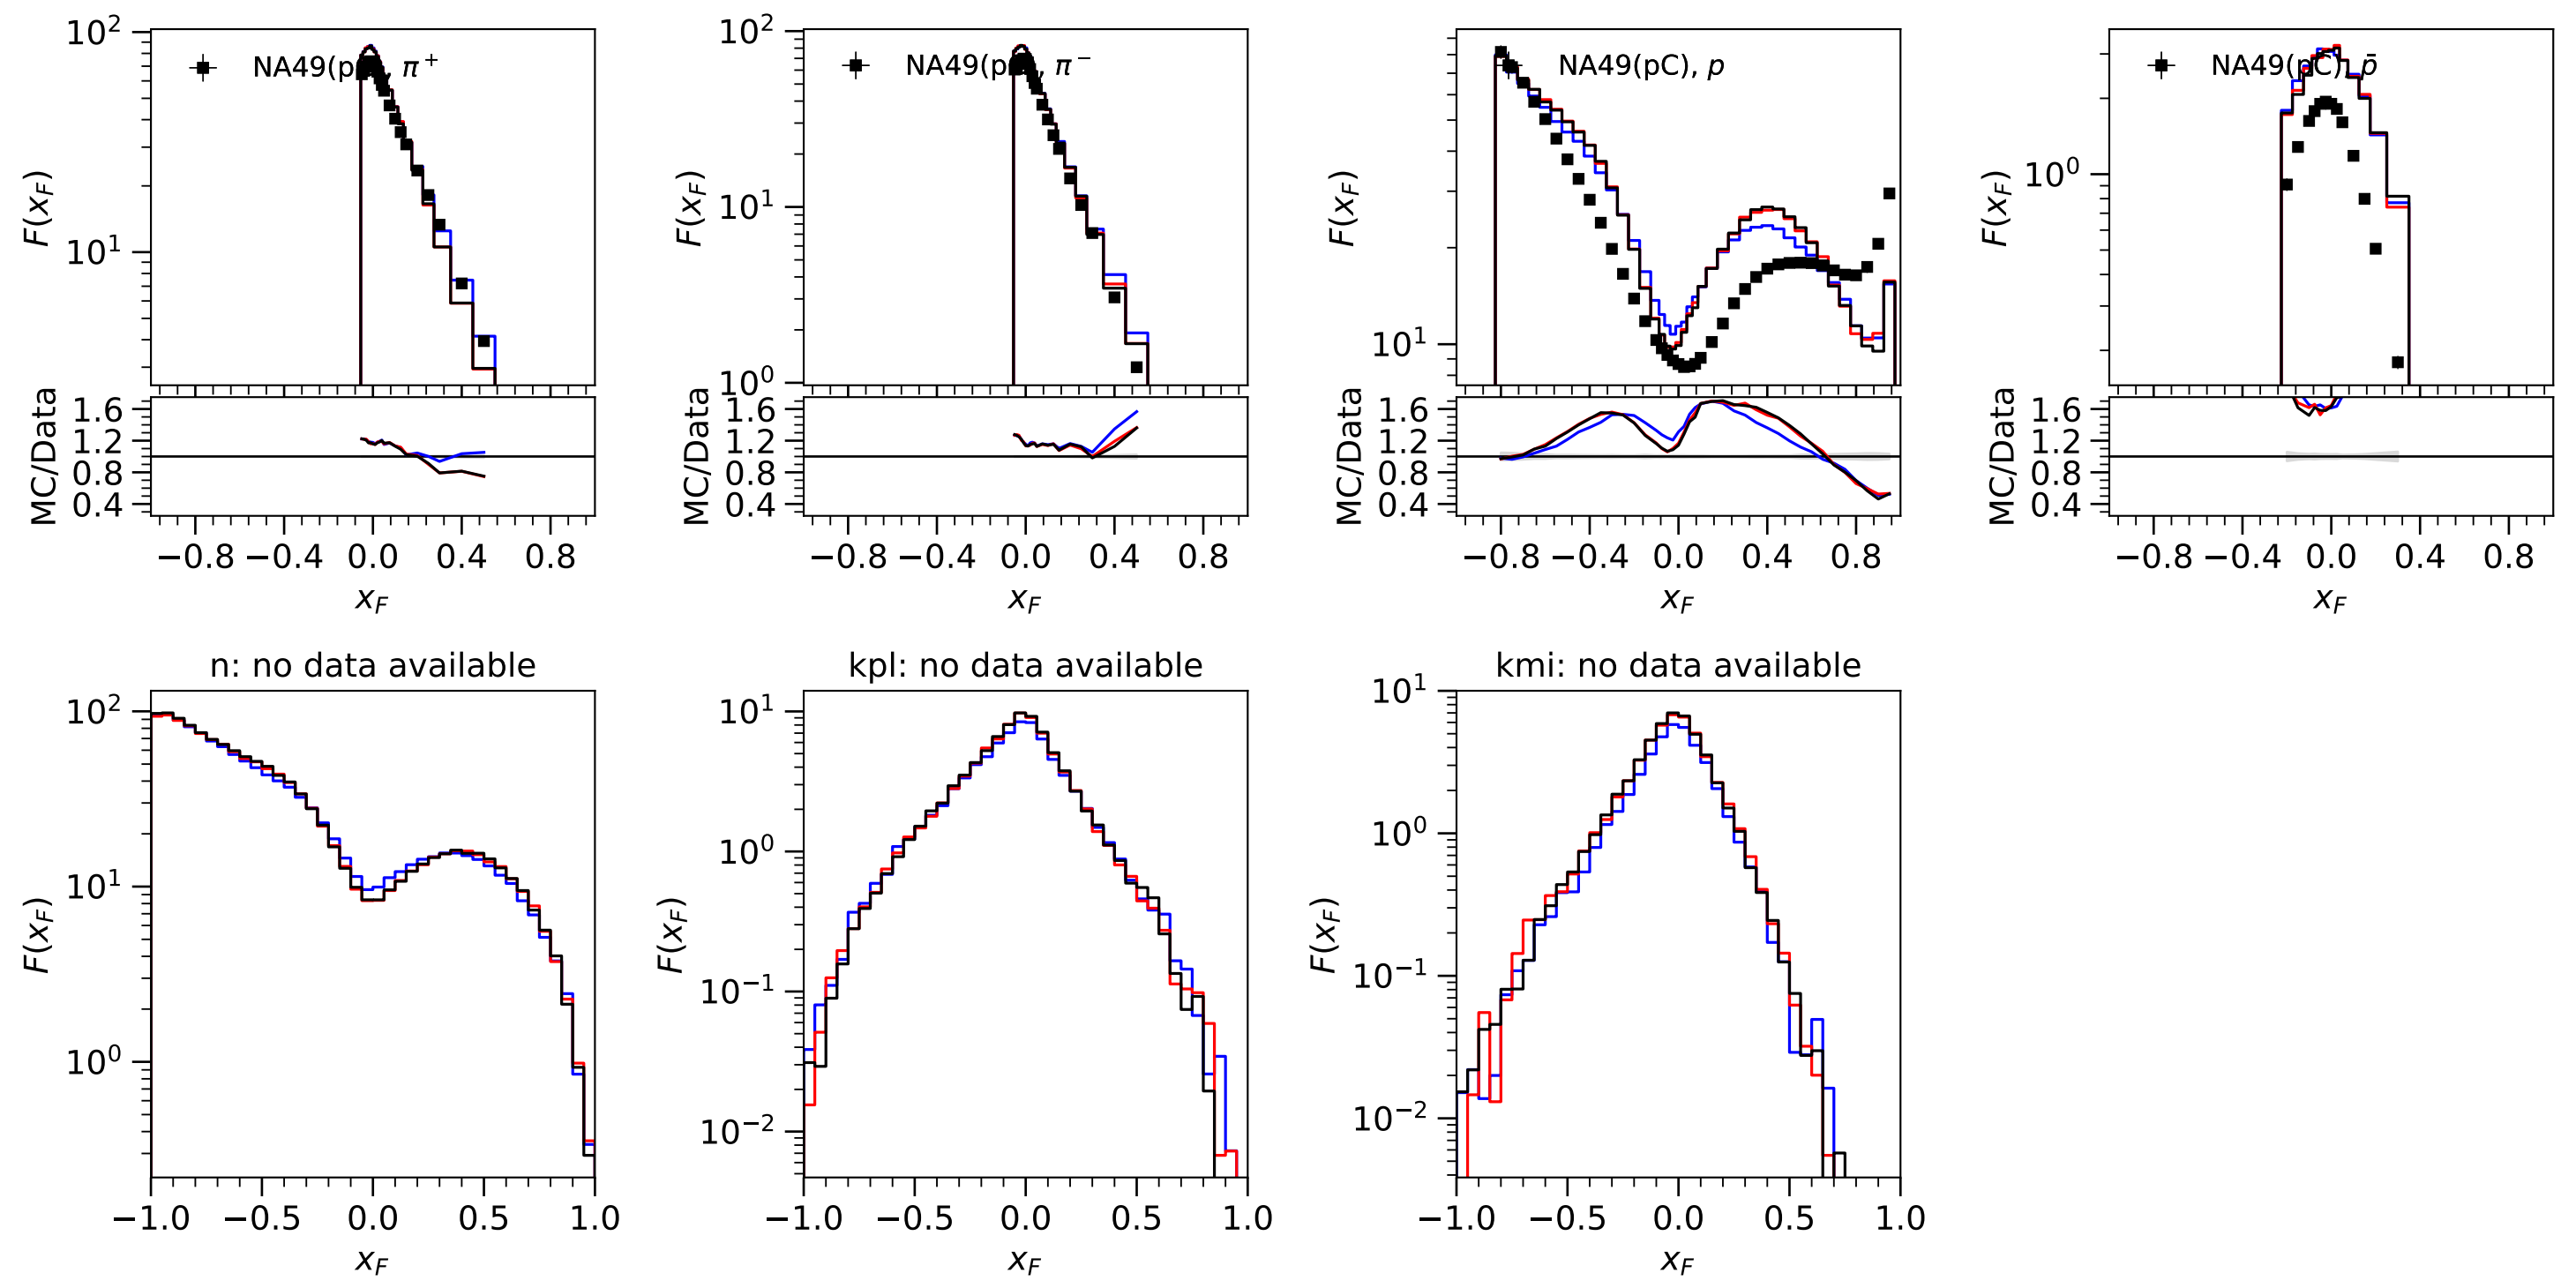 NA49(pC), π⁺
10²
10¹
F(x_F)
MC/Data
1.6
1.2
0.8
0.4
−0.8 −0.4 0.0 0.4 0.8
x_F
NA49(pC), π⁻
10²
10¹
10⁰
F(x_F)
MC/Data
1.6
1.2
0.8
0.4
−0.8 −0.4 0.0 0.4 0.8
x_F
NA49(pC), p
10¹
F(x_F)
MC/Data
1.6
1.2
0.8
0.4
−0.8 −0.4 0.0 0.4 0.8
x_F
NA49(pC), p̄
10⁰
F(x_F)
MC/Data
1.6
1.2
0.8
0.4
−0.8 −0.4 0.0 0.4 0.8
x_F
n: no data available
10²
10¹
10⁰
F(x_F)
−1.0 −0.5 0.0 0.5 1.0
x_F
kpl: no data available
10¹
10⁰
10⁻¹
10⁻²
F(x_F)
−1.0 −0.5 0.0 0.5 1.0
x_F
kmi: no data available
10¹
10⁰
10⁻¹
10⁻²
F(x_F)
−1.0 −0.5 0.0 0.5 1.0
x_F